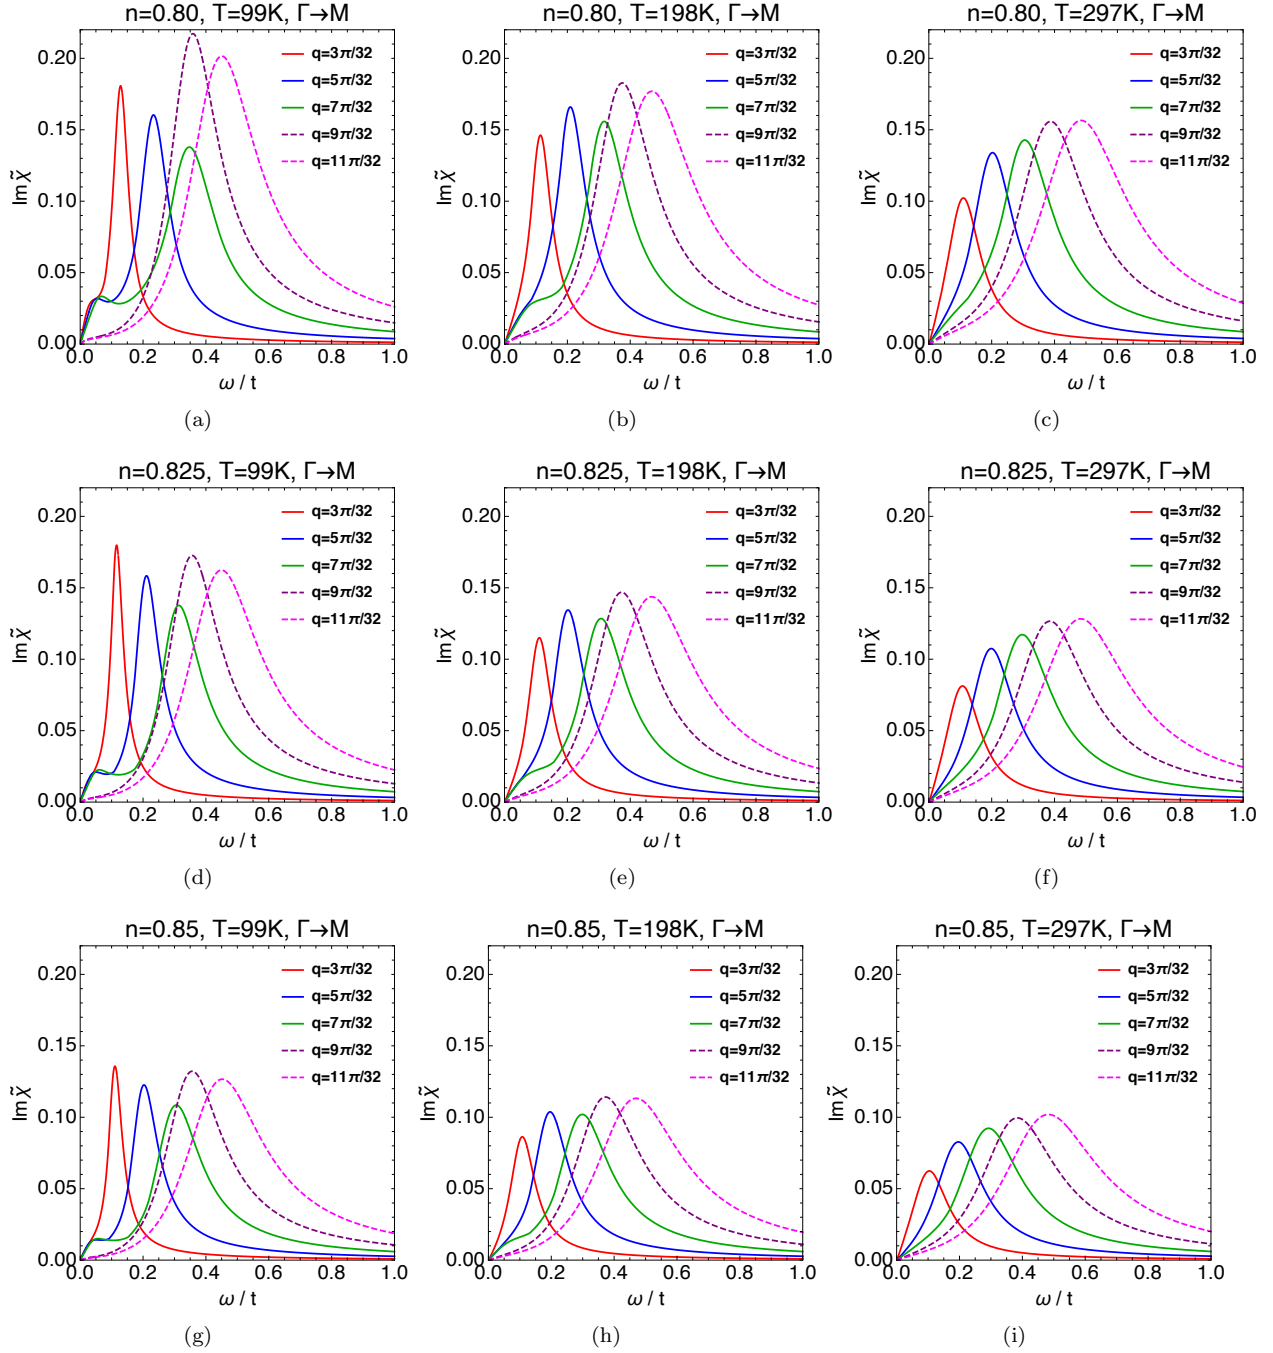 n=0.80, T=99K, Γ→M
n=0.80, T=198K, Γ→M
n=0.80, T=297K, Γ→M
Im χ̃
0.20
0.15
0.10
0.05
0.00
q=3π/32
q=5π/32
q=7π/32
q=9π/32
q=11π/32
0.0 0.2 0.4 0.6 0.8 1.0
ω / t
(a)
Im χ̃
0.20
0.15
0.10
0.05
0.00
q=3π/32
q=5π/32
q=7π/32
q=9π/32
q=11π/32
0.0 0.2 0.4 0.6 0.8 1.0
ω / t
(b)
Im χ̃
0.20
0.15
0.10
0.05
0.00
q=3π/32
q=5π/32
q=7π/32
q=9π/32
q=11π/32
0.0 0.2 0.4 0.6 0.8 1.0
ω / t
(c)
n=0.825, T=99K, Γ→M
n=0.825, T=198K, Γ→M
n=0.825, T=297K, Γ→M
Im χ̃
0.20
0.15
0.10
0.05
0.00
q=3π/32
q=5π/32
q=7π/32
q=9π/32
q=11π/32
0.0 0.2 0.4 0.6 0.8 1.0
ω / t
(d)
Im χ̃
0.20
0.15
0.10
0.05
0.00
q=3π/32
q=5π/32
q=7π/32
q=9π/32
q=11π/32
0.0 0.2 0.4 0.6 0.8 1.0
ω / t
(e)
Im χ̃
0.20
0.15
0.10
0.05
0.00
q=3π/32
q=5π/32
q=7π/32
q=9π/32
q=11π/32
0.0 0.2 0.4 0.6 0.8 1.0
ω / t
(f)
n=0.85, T=99K, Γ→M
n=0.85, T=198K, Γ→M
n=0.85, T=297K, Γ→M
Im χ̃
0.20
0.15
0.10
0.05
0.00
q=3π/32
q=5π/32
q=7π/32
q=9π/32
q=11π/32
0.0 0.2 0.4 0.6 0.8 1.0
ω / t
(g)
Im χ̃
0.20
0.15
0.10
0.05
0.00
q=3π/32
q=5π/32
q=7π/32
q=9π/32
q=11π/32
0.0 0.2 0.4 0.6 0.8 1.0
ω / t
(h)
Im χ̃
0.20
0.15
0.10
0.05
0.00
q=3π/32
q=5π/32
q=7π/32
q=9π/32
q=11π/32
0.0 0.2 0.4 0.6 0.8 1.0
ω / t
(i)